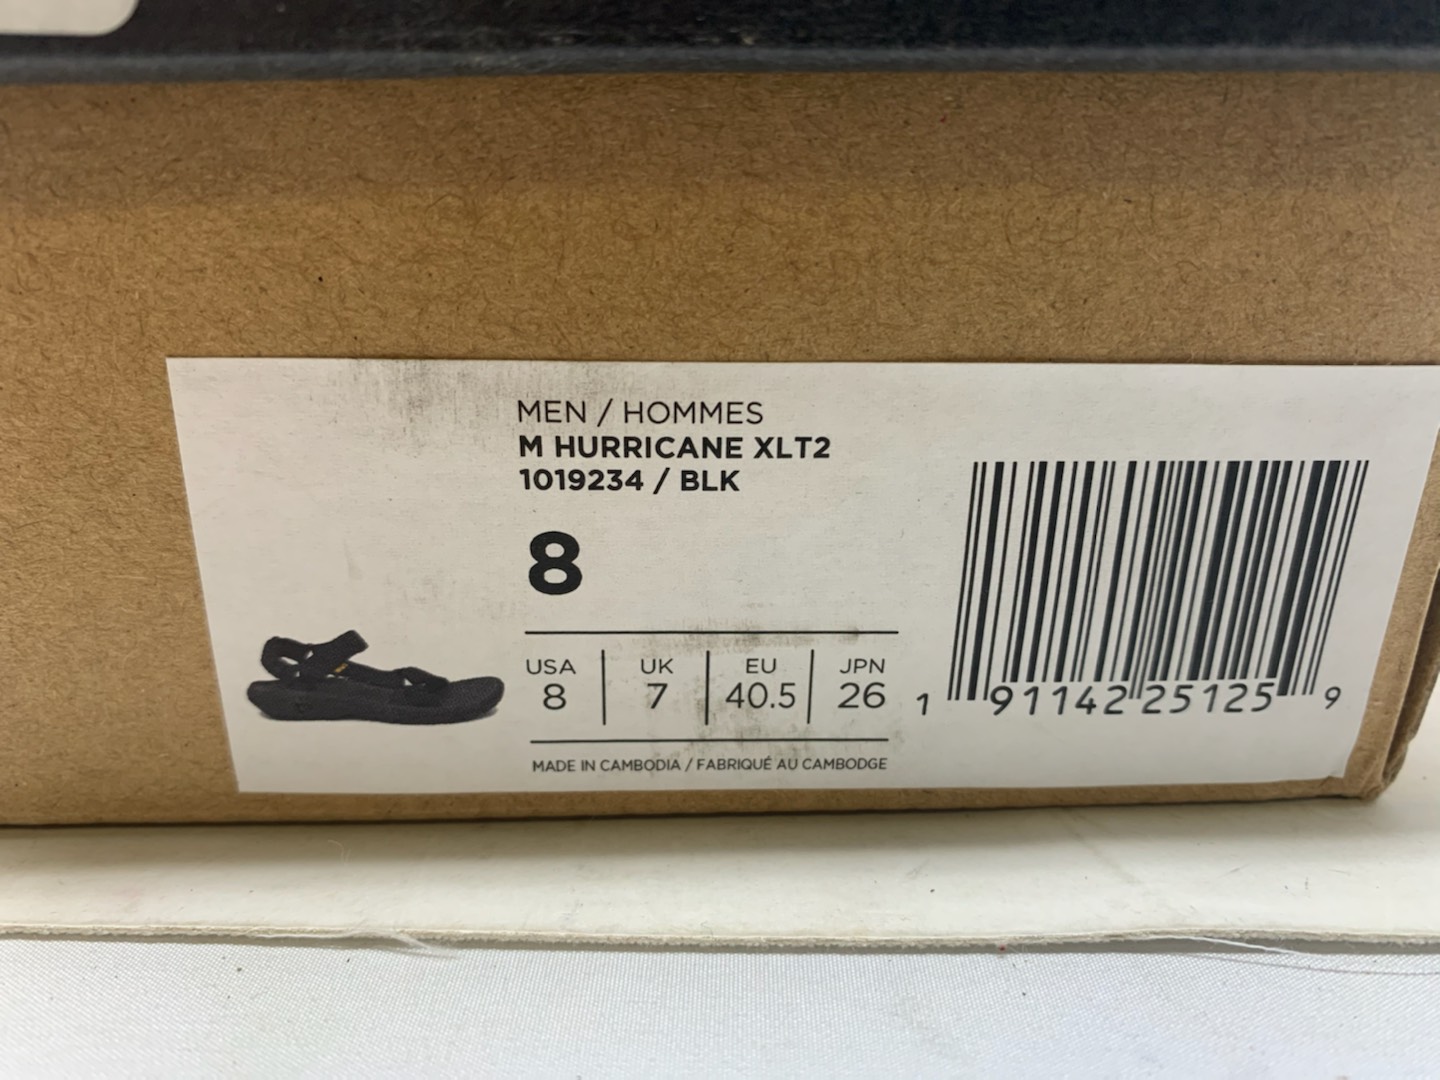 MEN / HOMMES
M HURRICANE XLT2
1019234 / BLK
8
USA UK EU JPN
8 7 40.5 26
MADE IN CAMBODIA / FABRIQUÉ AU CAMBODGE
1 91142 25125 9